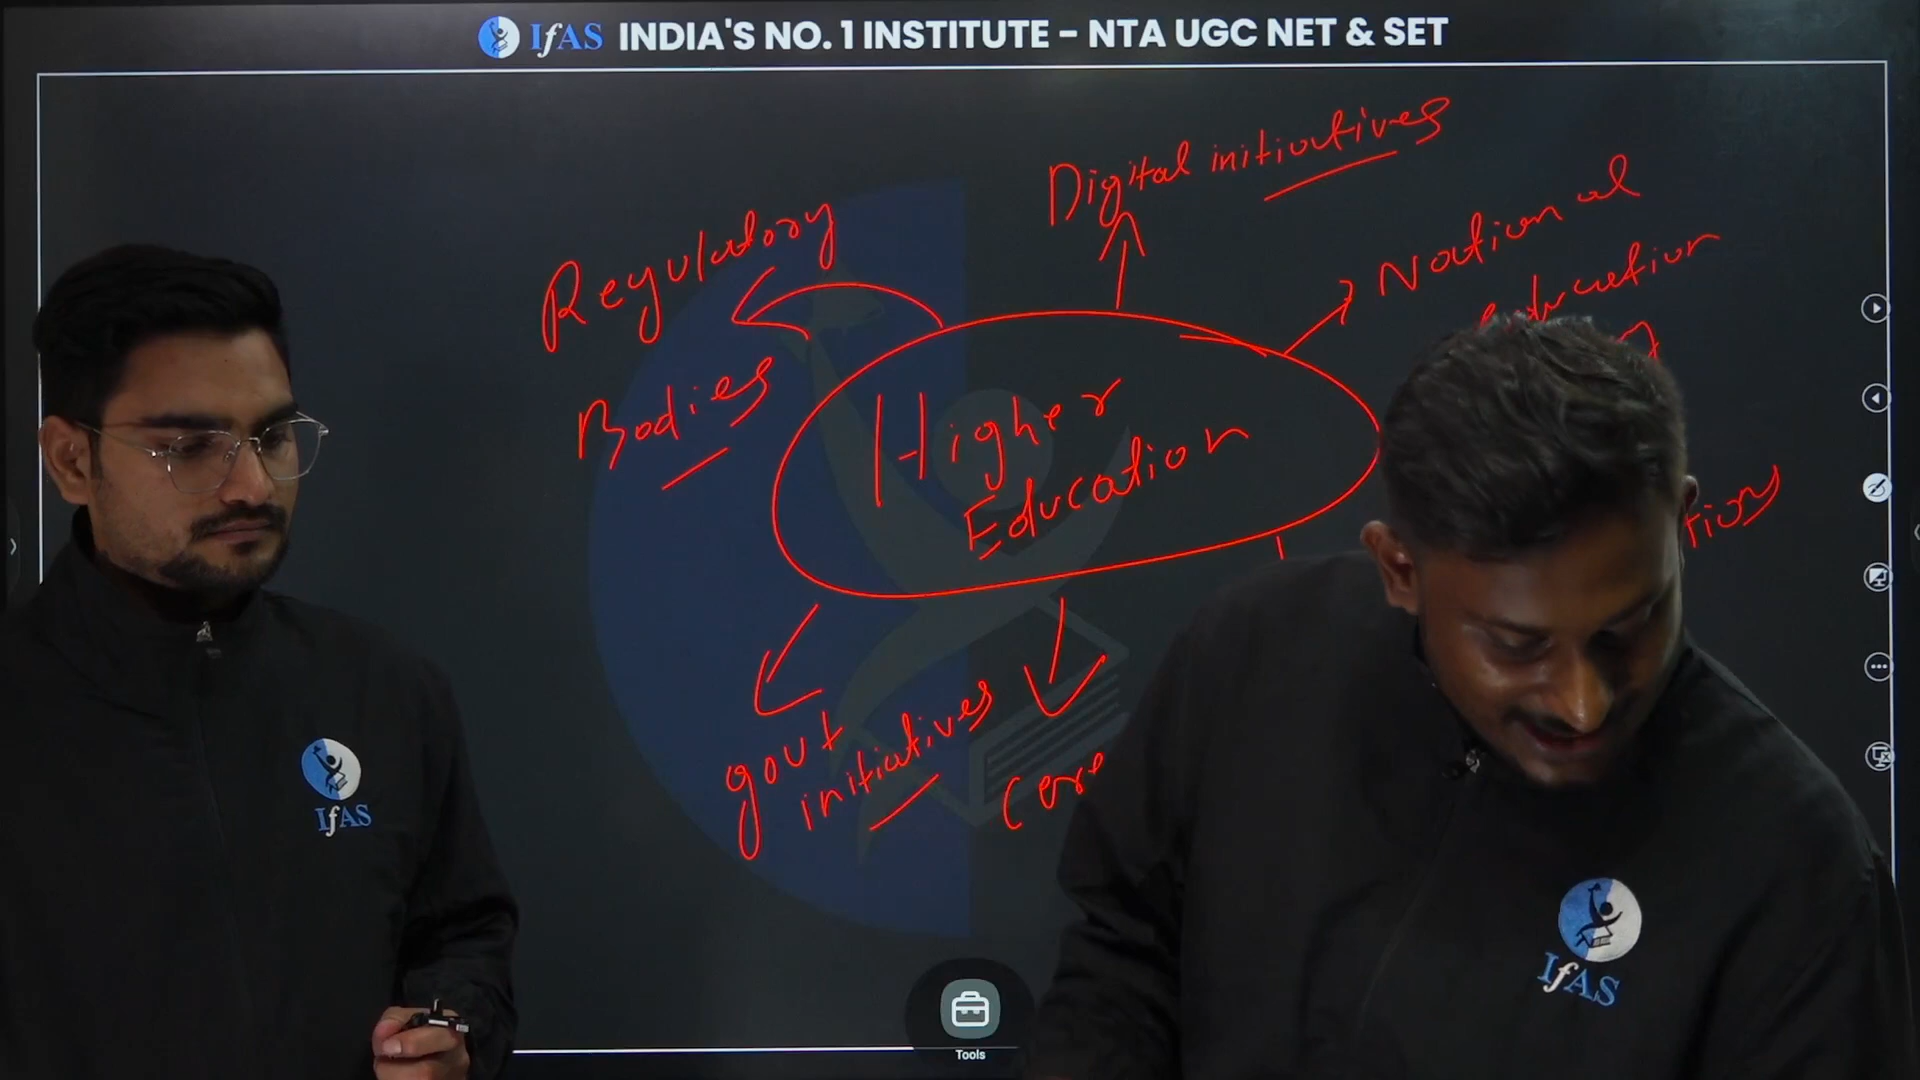 IfAS INDIA'S NO. 1 INSTITUTE – NTA UGC NET & SET
Digital initiatives
Regulatory
Bodies
National
Education
Higher
Education
govt
initiatives
IfAS
IfAS
Tools